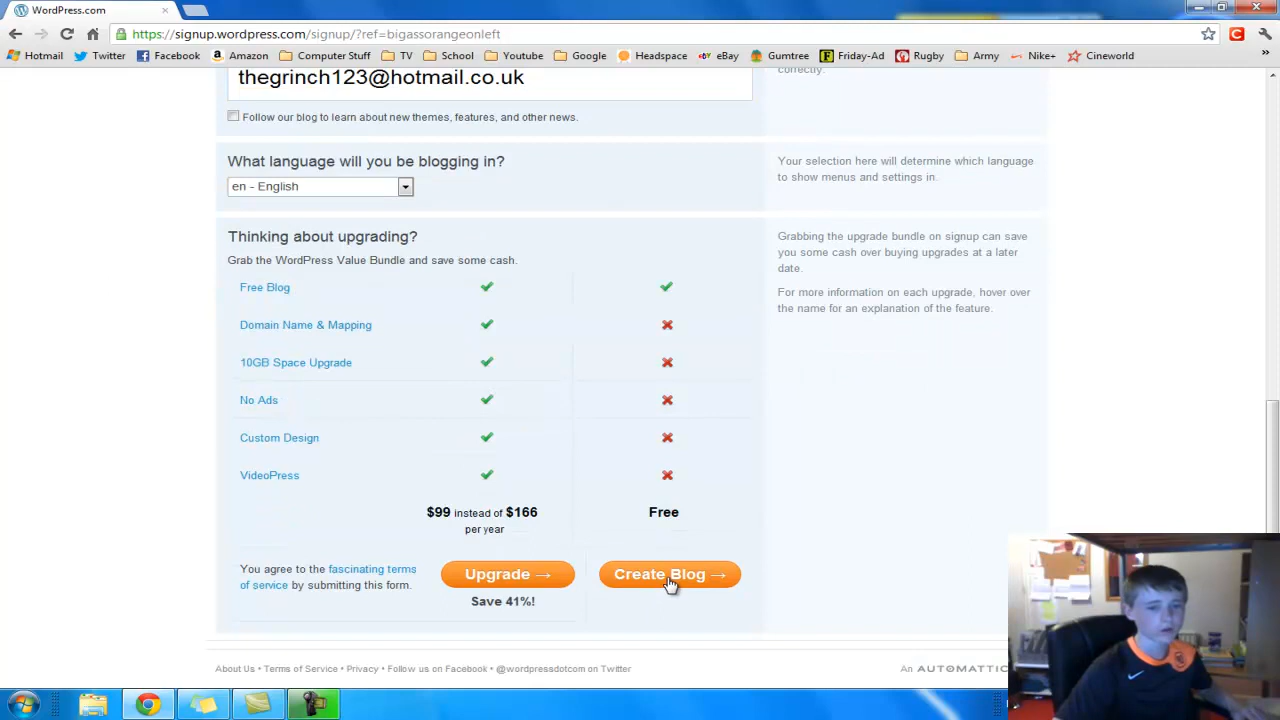 WordPress.com
https://signup.wordpress.com/signup/?ref=bigassorangeonleft
Hotmail Twitter Facebook Amazon Computer Stuff TV School Youtube Google Headspace eBay Gumtree Friday-Ad Rugby Army Nike+ Cineworld
thegrinch123@hotmail.co.uk
correctly.
Follow our blog to learn about new themes, features, and other news.
What language will you be blogging in?
en - English
Your selection here will determine which language
to show menus and settings in.
Thinking about upgrading?
Grab the WordPress Value Bundle and save some cash.
Grabbing the upgrade bundle on signup can save
you some cash over buying upgrades at a later
date.
For more information on each upgrade, hover over
the name for an explanation of the feature.
Free Blog
Domain Name & Mapping
10GB Space Upgrade
No Ads
Custom Design
VideoPress
$99 instead of $166
per year
Free
You agree to the fascinating terms
of service by submitting this form.
Upgrade →
Save 41%!
Create Blog →
About Us • Terms of Service • Privacy • Follow us on Facebook • @wordpressdotcom on Twitter
An AUTOMATTIC